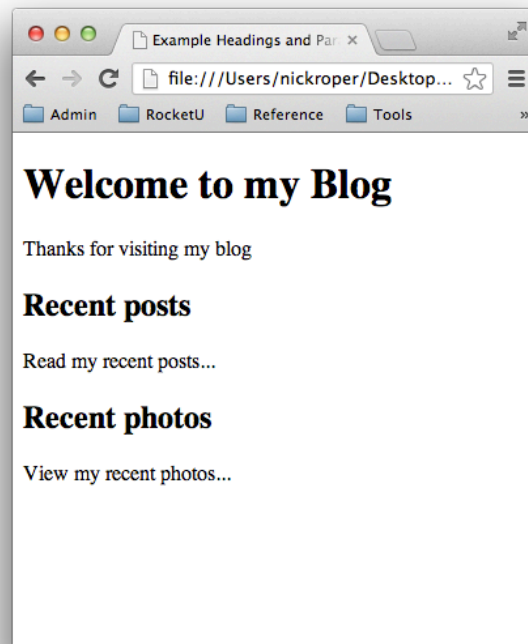 Example Headings and Par
file:///Users/nickroper/Desktop...
Admin RocketU Reference Tools »
Welcome to my Blog
Thanks for visiting my blog
Recent posts
Read my recent posts...
Recent photos
View my recent photos...